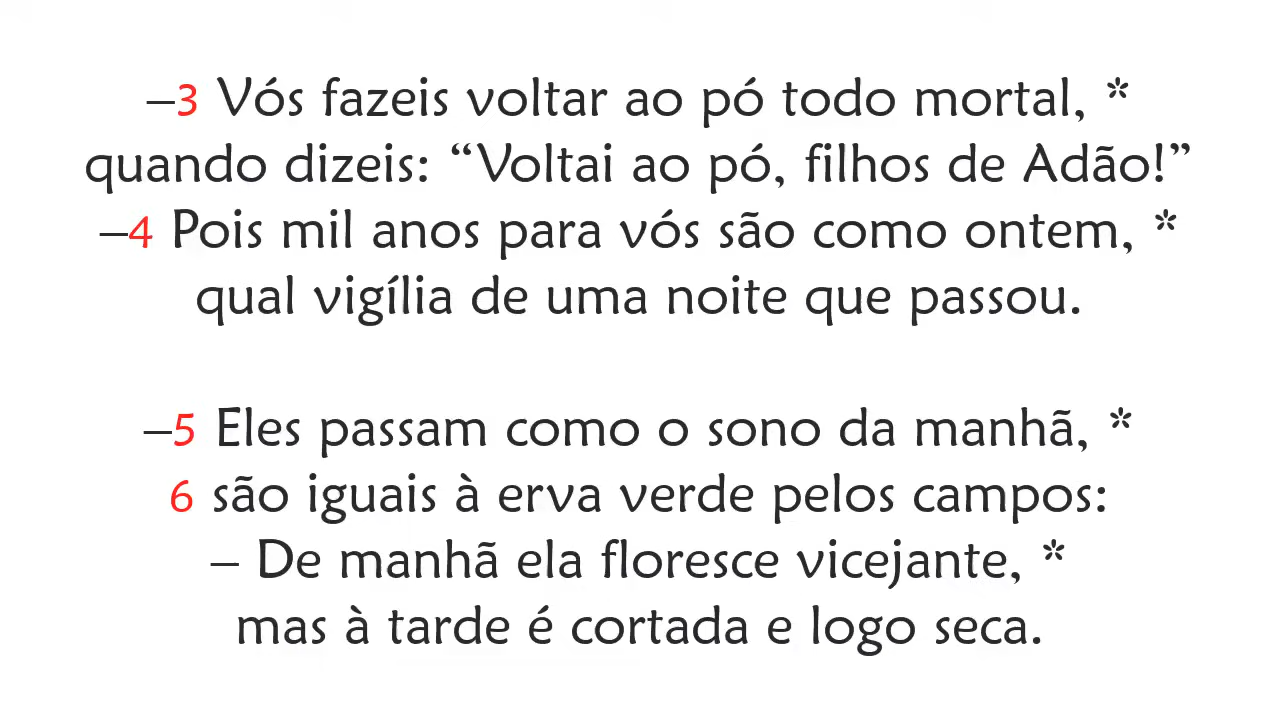 –3 Vós fazeis voltar ao pó todo mortal, *
quando dizeis: “Voltai ao pó, filhos de Adão!”
–4 Pois mil anos para vós são como ontem, *
qual vigília de uma noite que passou.
–5 Eles passam como o sono da manhã, *
6 são iguais à erva verde pelos campos:
– De manhã ela floresce vicejante, *
mas à tarde é cortada e logo seca.